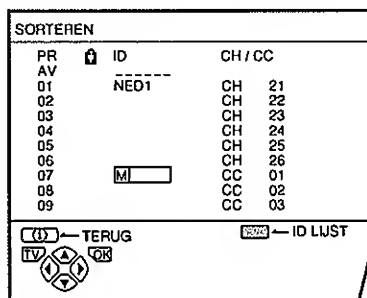 SORTEREN
PR ID CH / CC
AV ------
01 NED1 CH 21
02 CH 22
03 CH 23
04 CH 24
05 CH 25
06 CH 26
07 M CC 01
08 CC 02
09 CC 03
TERUG ID LIJST
TV OK